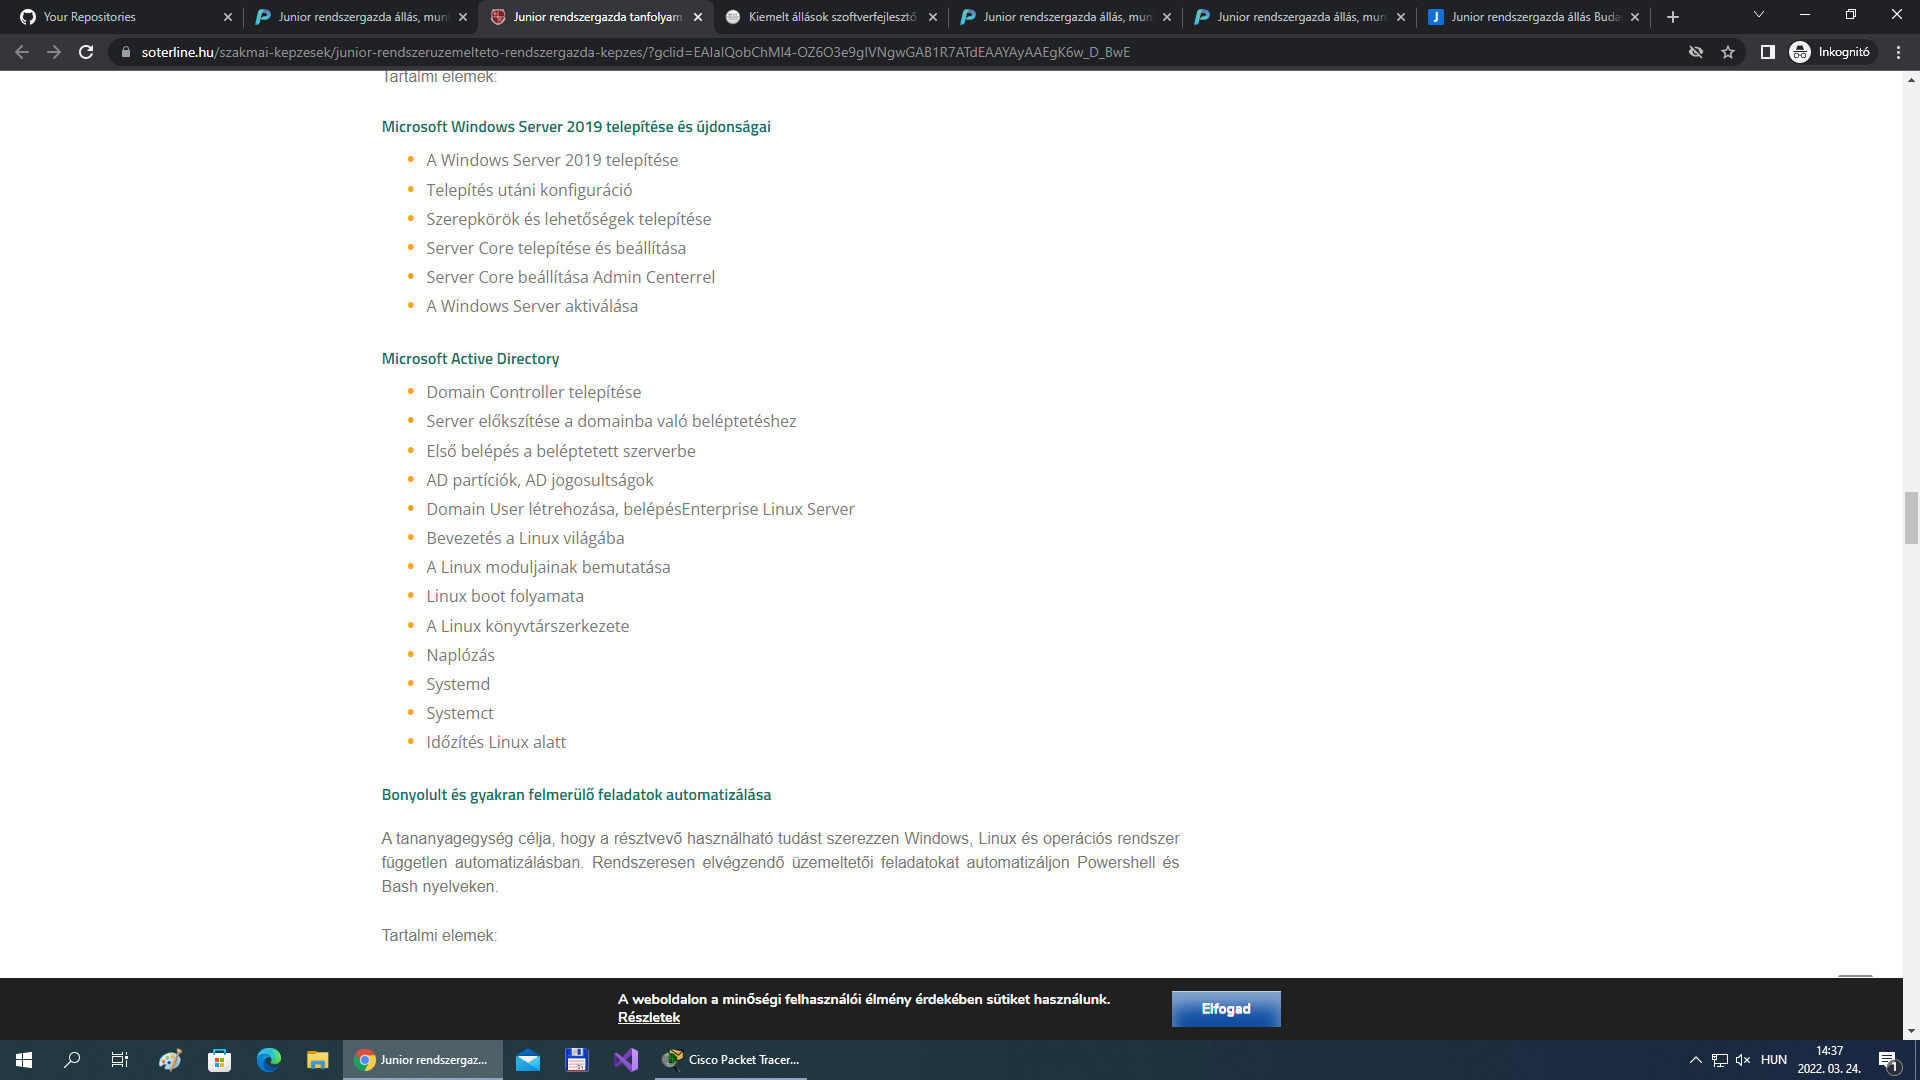 Your Repositories
Junior rendszergazda állás, mun
Junior rendszergazda tanfolyam
Kiemelt állások szoftverfejlesztő
Junior rendszergazda állás, mun
Junior rendszergazda állás, mun
Junior rendszergazda állás Buda
soterline.hu/szakmai-kepzesek/junior-rendszeruzemelteto-rendszergazda-kepzes/?gclid=EAIaIQobChMI4-OZ6O3e9gIVNgwGAB1R7ATdEAAYAyAAEgK6w_D_BwE
Inkognitó
Tartalmi elemek:
Microsoft Windows Server 2019 telepítése és újdonságai
A Windows Server 2019 telepítése
Telepítés utáni konfiguráció
Szerepkörök és lehetőségek telepítése
Server Core telepítése és beállítása
Server Core beállítása Admin Centerrel
A Windows Server aktiválása
Microsoft Active Directory
Domain Controller telepítése
Server előkszítése a domainba való beléptetéshez
Első belépés a beléptetett szerverbe
AD partíciók, AD jogosultságok
Domain User létrehozása, belépésEnterprise Linux Server
Bevezetés a Linux világába
A Linux moduljainak bemutatása
Linux boot folyamata
A Linux könyvtárszerkezete
Naplózás
Systemd
Systemct
Időzítés Linux alatt
Bonyolult és gyakran felmerülő feladatok automatizálása
A tananyagegység célja, hogy a résztvevő használható tudást szerezzen Windows, Linux és operációs rendszer
független automatizálásban. Rendszeresen elvégzendő üzemeltetői feladatokat automatizáljon Powershell és
Bash nyelveken.
Tartalmi elemek:
A weboldalon a minőségi felhasználói élmény érdekében sütiket használunk.
Részletek
Elfogad
Junior rendszergaz...
Cisco Packet Tracer...
HUN
14:37
2022. 03. 24.
1